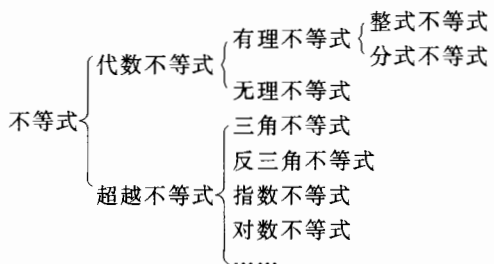 不等式
代数不等式
有理不等式
整式不等式
分式不等式
无理不等式
超越不等式
三角不等式
反三角不等式
指数不等式
对数不等式
……